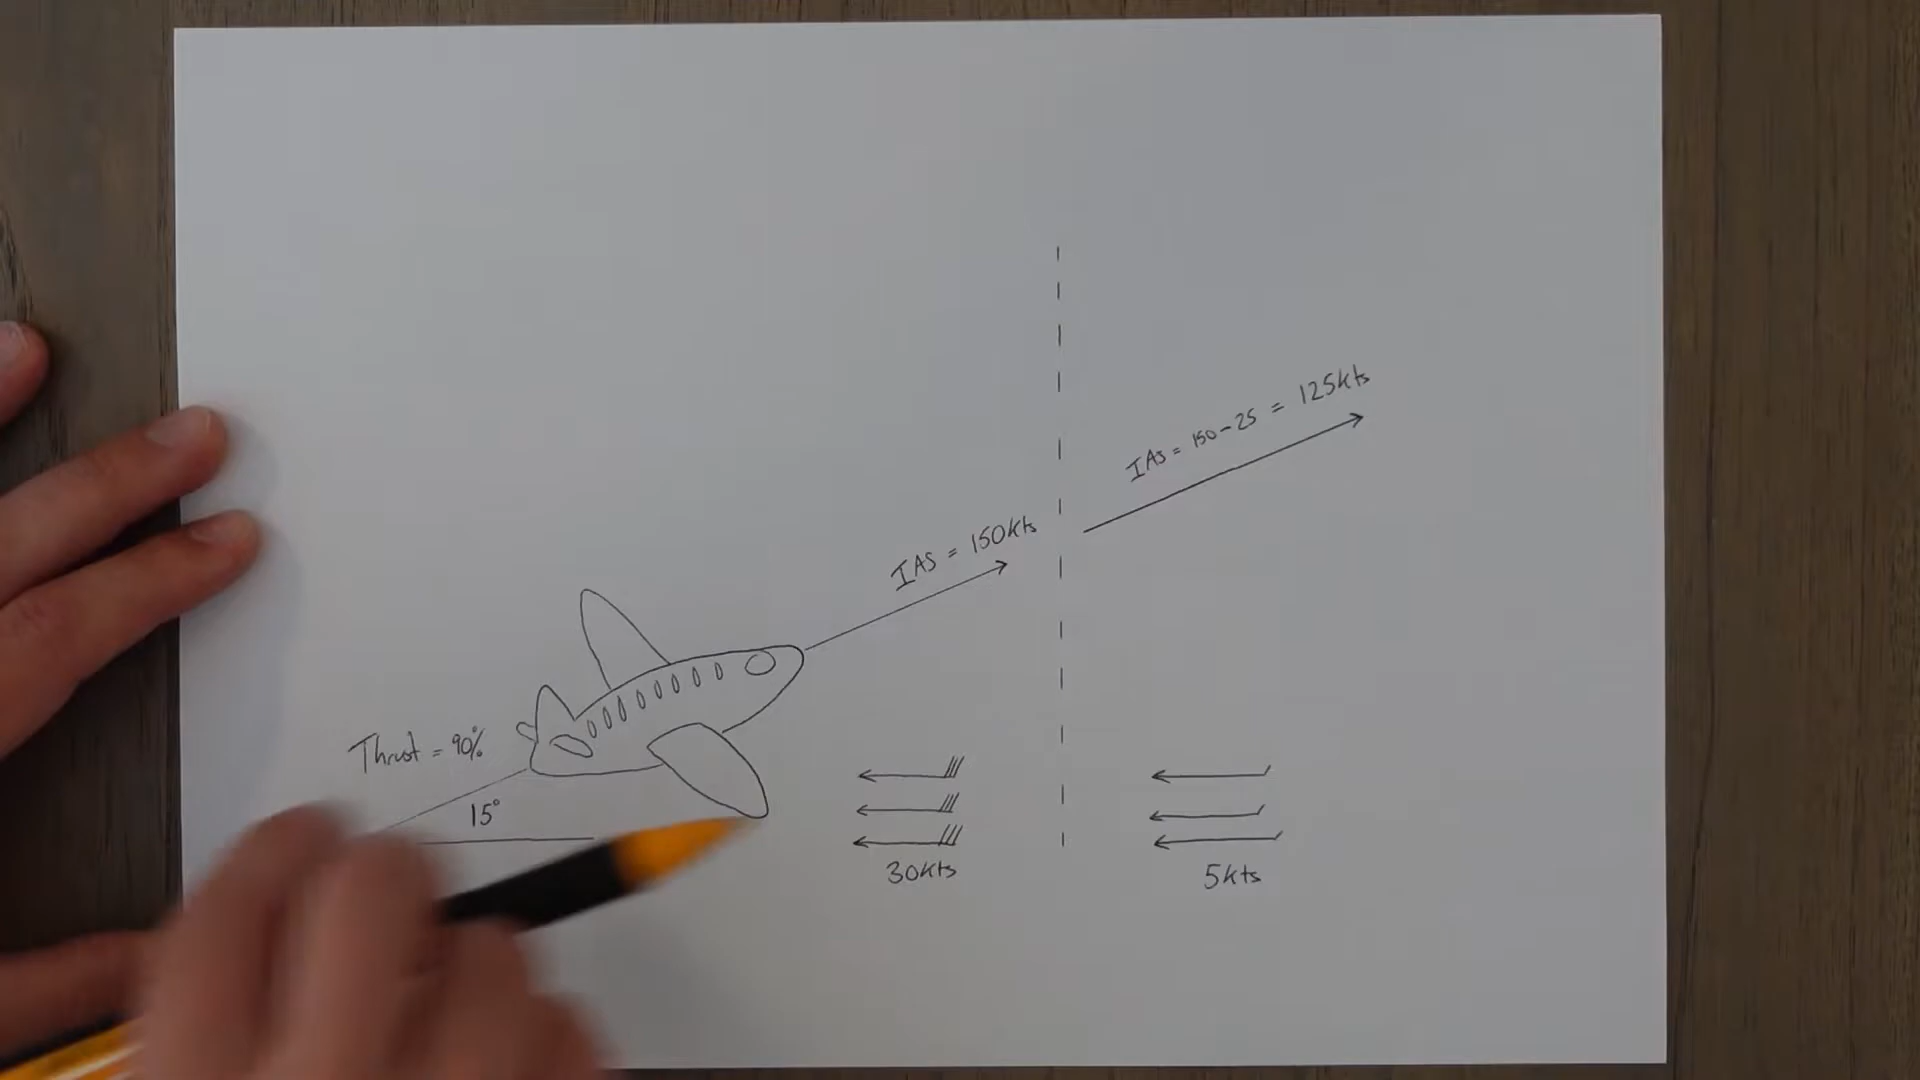 IAS = 150-25 = 125kts
IAS = 150kts
Thrust = 90%
15°
30kts
5kts